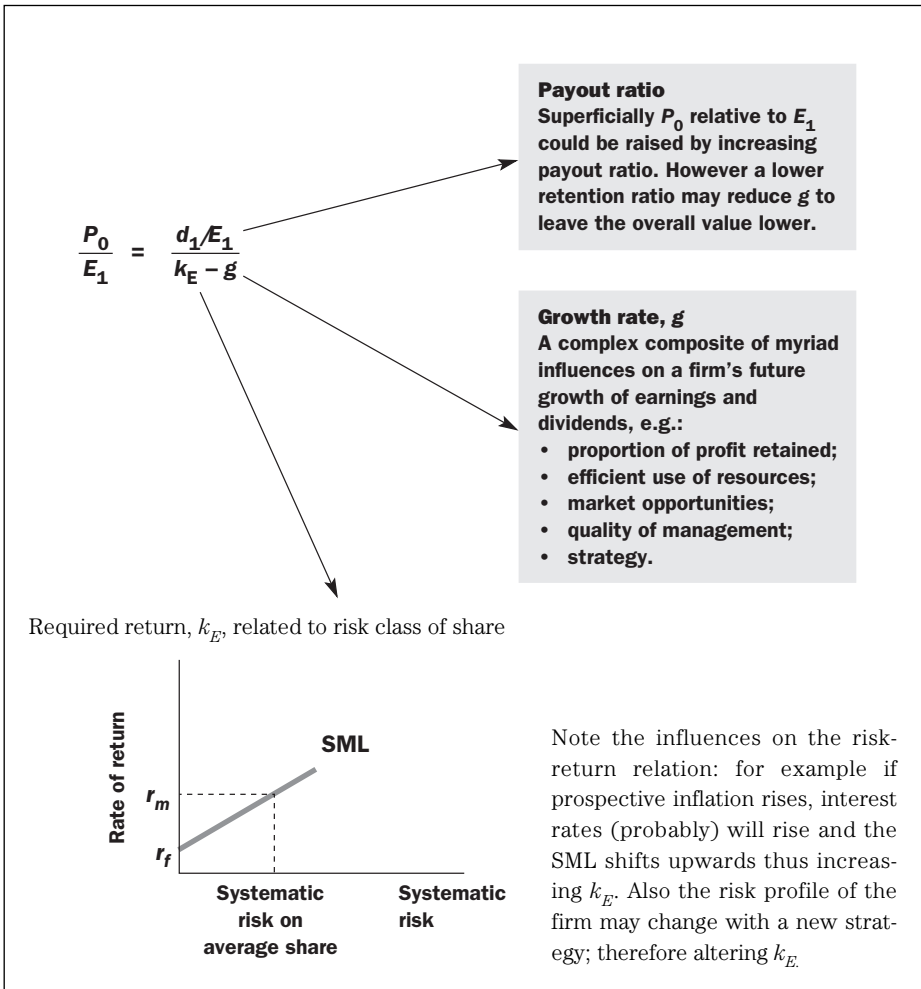 Payout ratio
Superficially P0 relative to E1
could be raised by increasing
payout ratio. However a lower
retention ratio may reduce g to
leave the overall value lower.
P0/E1 = (d1/E1)/(kE – g)
Growth rate, g
A complex composite of myriad
influences on a firm's future
growth of earnings and
dividends, e.g.:
• proportion of profit retained;
• efficient use of resources;
• market opportunities;
• quality of management;
• strategy.
Required return, kE, related to risk class of share
Rate of return
SML
rm
rf
Systematic
risk on
average share
Systematic
risk
Note the influences on the risk-
return relation: for example if
prospective inflation rises, interest
rates (probably) will rise and the
SML shifts upwards thus increas-
ing kE. Also the risk profile of the
firm may change with a new strat-
egy; therefore altering kE.